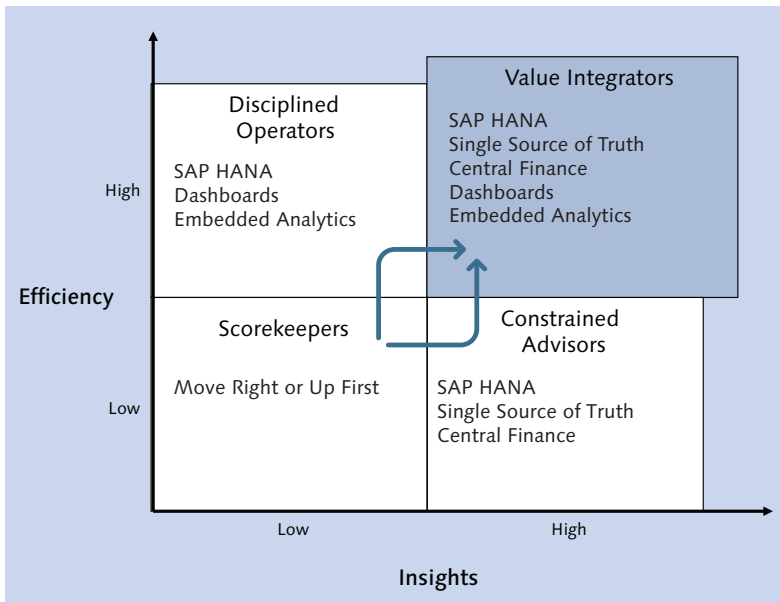 Disciplined
Operators
SAP HANA
Dashboards
Embedded Analytics
Value Integrators
SAP HANA
Single Source of Truth
Central Finance
Dashboards
Embedded Analytics
High
Efficiency
Scorekeepers
Move Right or Up First
Constrained
Advisors
SAP HANA
Single Source of Truth
Central Finance
Low
Low
High
Insights